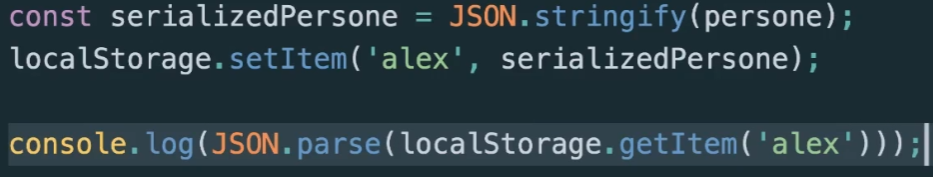 const serializedPersone = JSON.stringify(persone);
localStorage.setItem('alex', serializedPersone);
console.log(JSON.parse(localStorage.getItem('alex')));